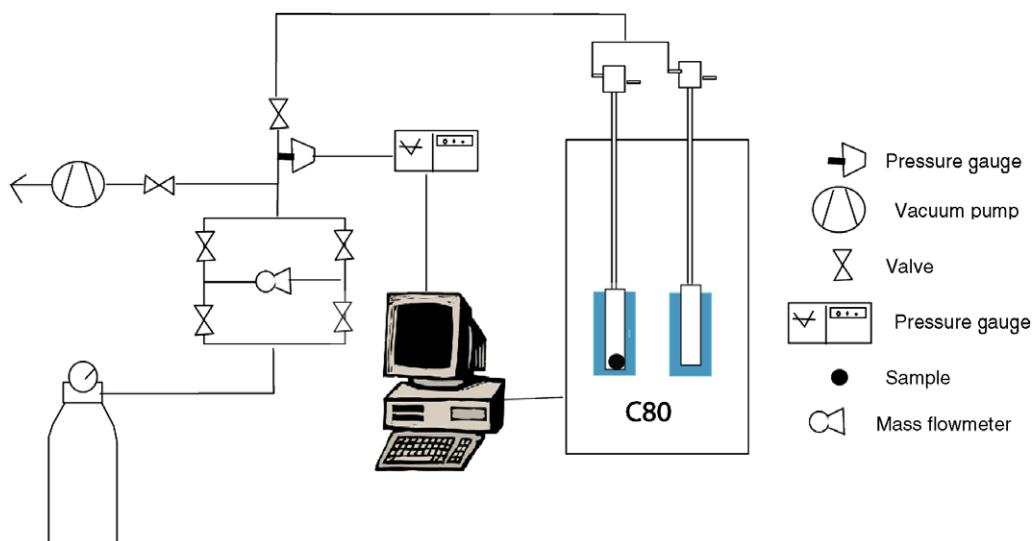 Pressure gauge
Vacuum pump
Valve
Pressure gauge
Sample
Mass flowmeter
C80